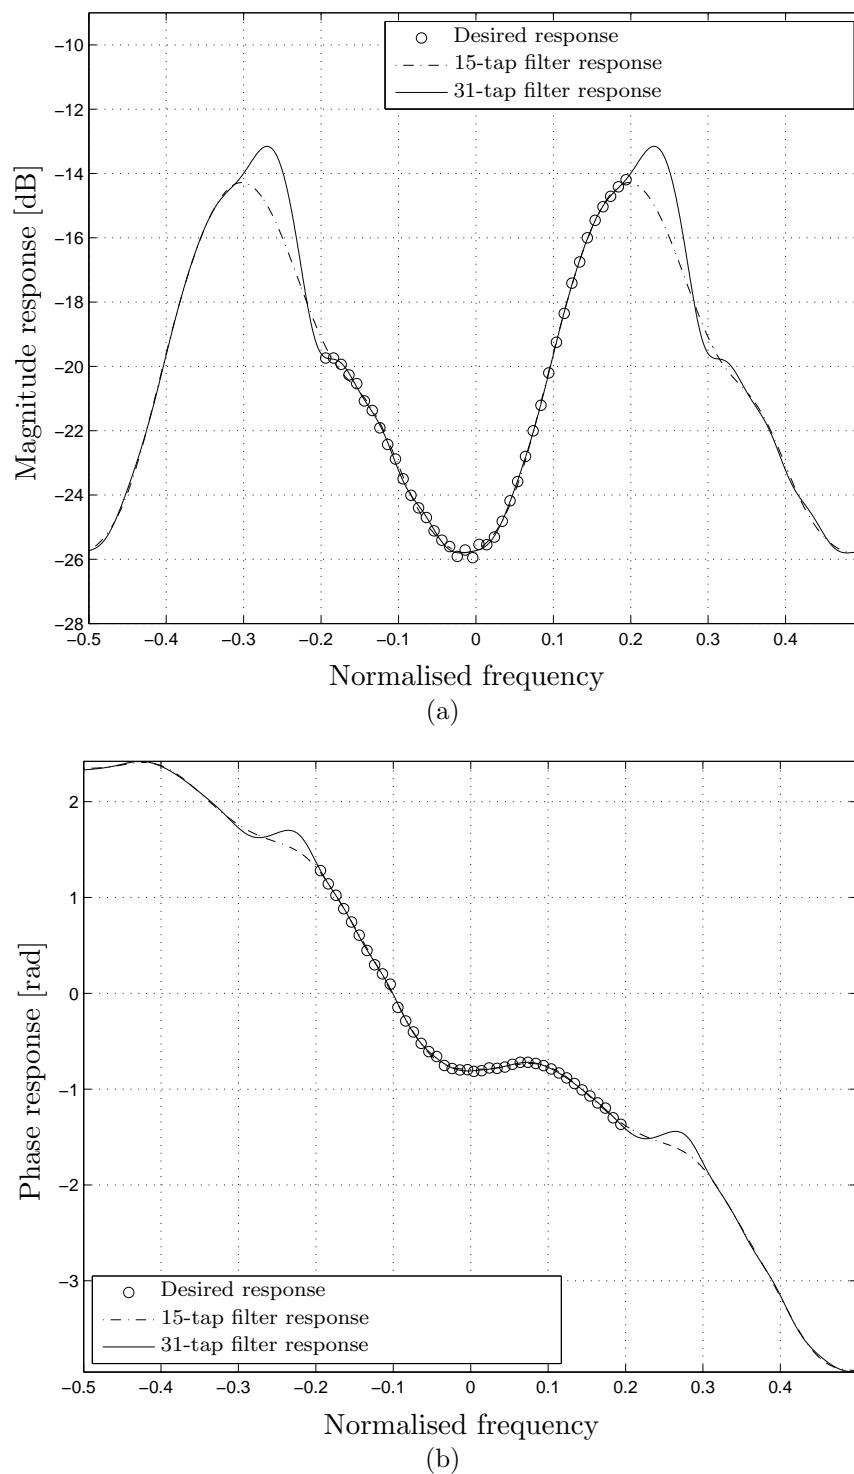 −10
−12
−14
−16
−18
−20
−22
−24
−26
−28
Magnitude response [dB]
Desired response
15-tap filter response
31-tap filter response
−0.5 −0.4 −0.3 −0.2 −0.1 0 0.1 0.2 0.3 0.4
Normalised frequency
(a)
2
1
0
−1
−2
−3
Phase response [rad]
Desired response
15-tap filter response
31-tap filter response
−0.5 −0.4 −0.3 −0.2 −0.1 0 0.1 0.2 0.3 0.4
Normalised frequency
(b)